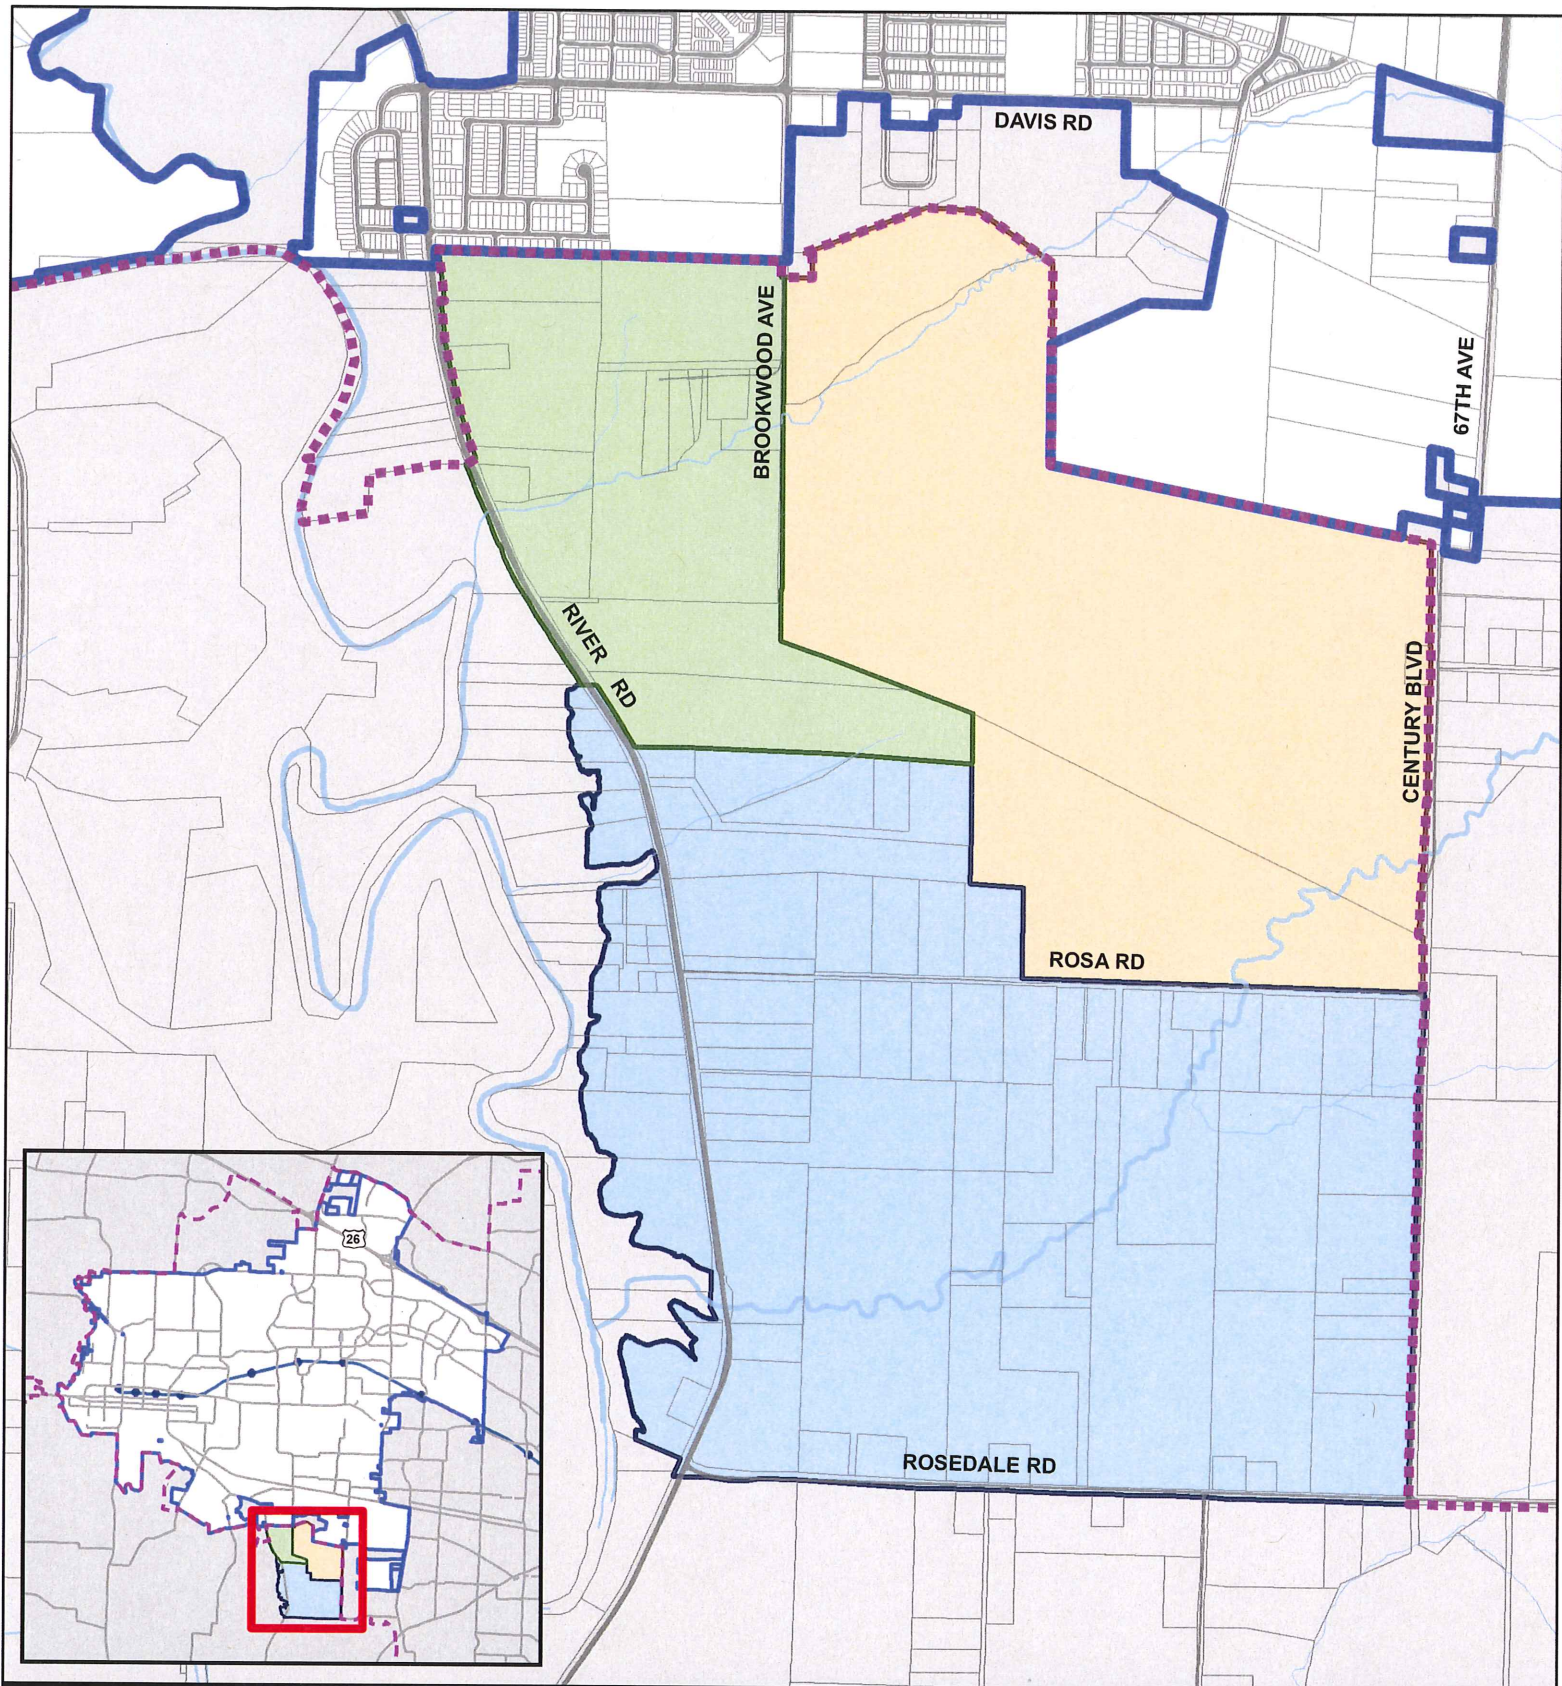 DAVIS RD
BROOKWOOD AVE
67TH AVE
RIVER RD
CENTURY BLVD
ROSA RD
26
ROSEDALE RD